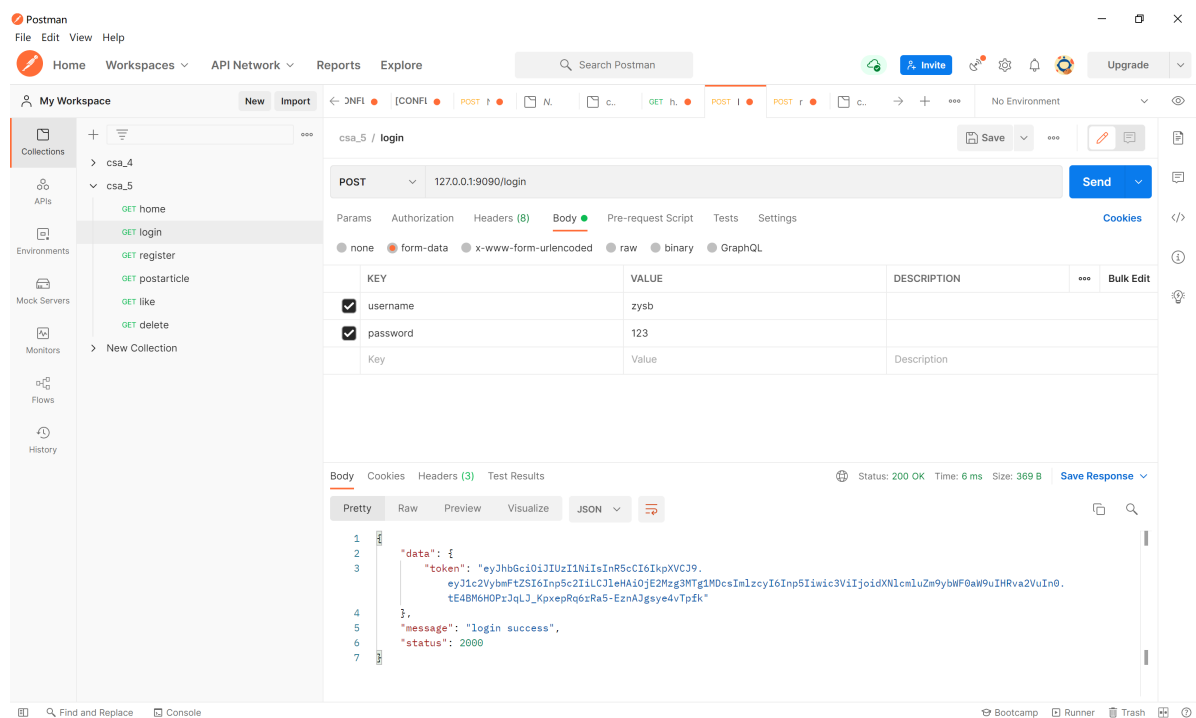 Postman
File Edit View Help
Home Workspaces API Network Reports Explore Search Postman Invite Upgrade
My Workspace New Import
[CONFL POST N. c.. GET h. POST l POST r c.. No Environment
Collections
APIs
Environments
Mock Servers
Monitors
Flows
History
csa_4
csa_5
GET home
GET login
GET register
GET postarticle
GET like
GET delete
New Collection
csa_5 / login Save
POST 127.0.0.1:9090/login Send
Params Authorization Headers (8) Body Pre-request Script Tests Settings Cookies
none form-data x-www-form-urlencoded raw binary GraphQL
KEY VALUE DESCRIPTION Bulk Edit
username zysb
password 123
Key Value Description
Body Cookies Headers (3) Test Results Status: 200 OK Time: 6 ms Size: 369 B Save Response
Pretty Raw Preview Visualize JSON
1 {
2 "data": {
3 "token": "eyJhbGciOiJIUzI1NiIsInR5cCI6IkpXVCJ9.
eyJ1c2VybmFtZSI6Inp5c2IiLCJleHAiOjE2Mzg3MTg1MDcsImlzcyI6Inp5Iiwic3ViIjoidXNlcmluZm9ybWF0aW9uIHRva2VuIn0.
tE4BM6HOPrJqLJ_KpxepRq6rRa5-EznAJgsye4vTpfk"
4 },
5 "message": "login success",
6 "status": 2000
7 }
Find and Replace Console Bootcamp Runner Trash